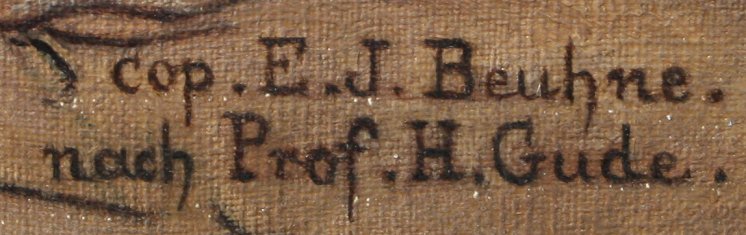 cop. E. J. Beuhne.
nach Prof. H. Gude.